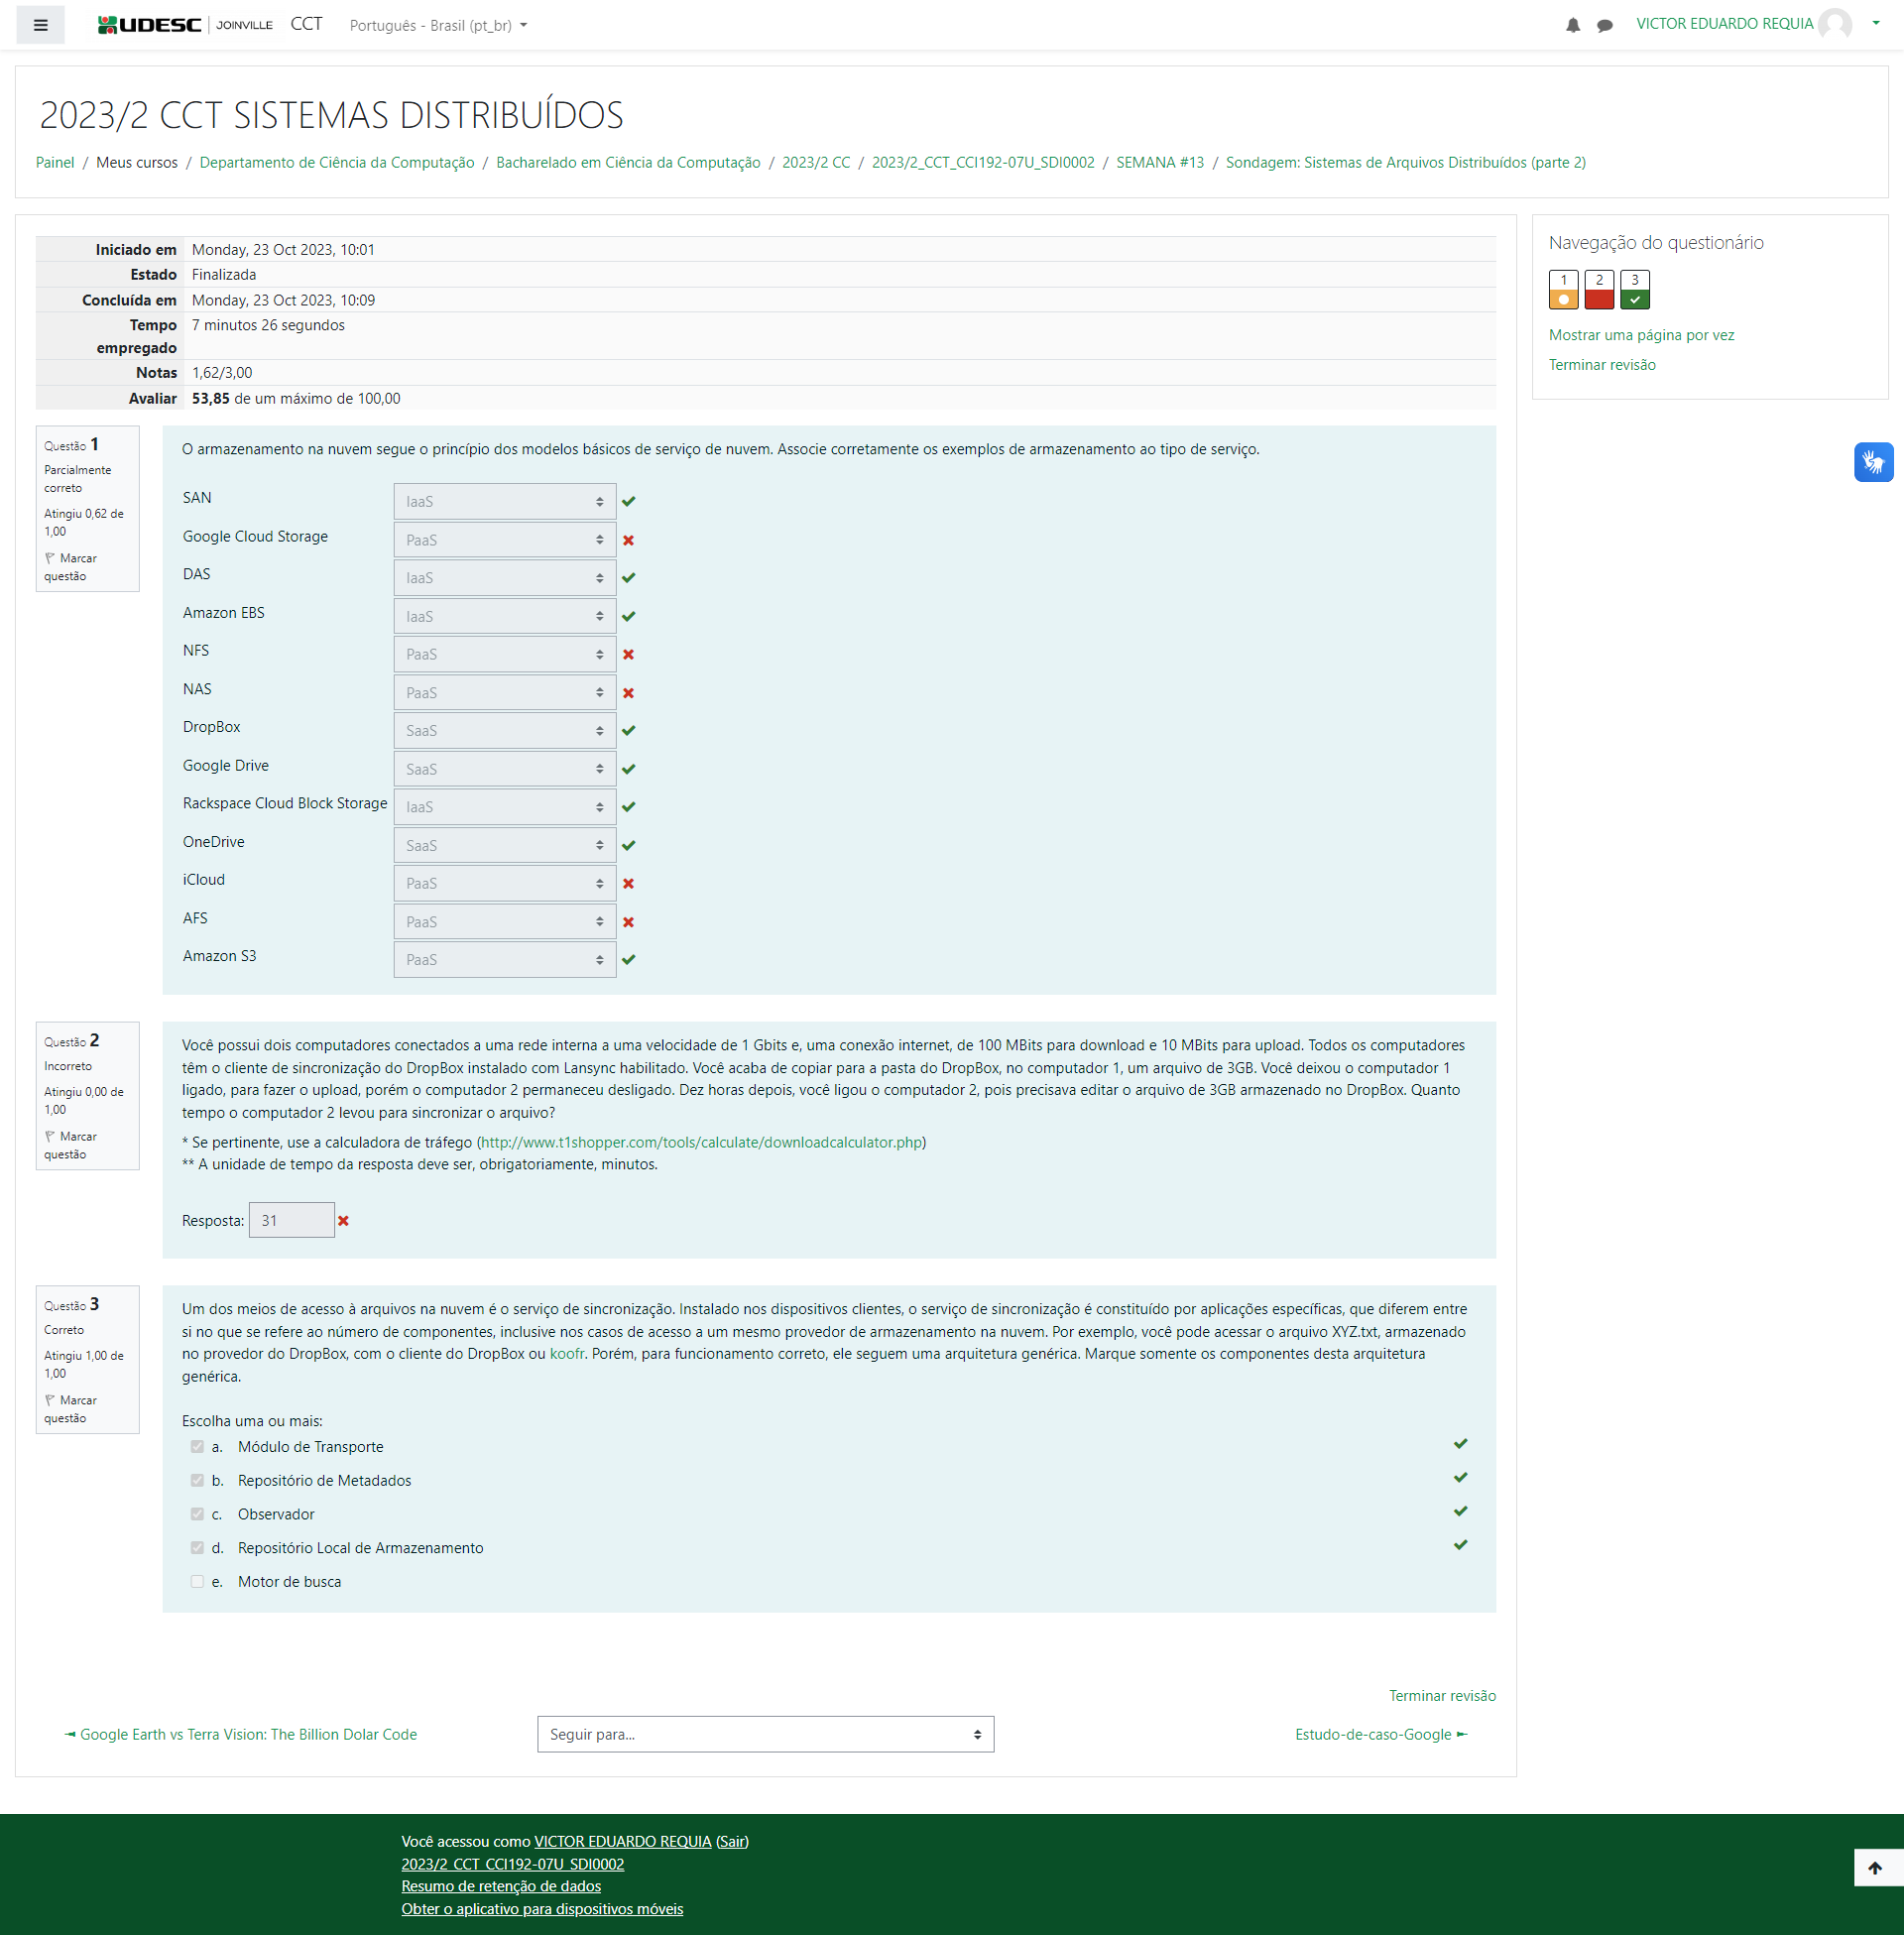 UDESC JOINVILLE CCT Português - Brasil (pt_br) VICTOR EDUARDO REQUIA
2023/2 CCT SISTEMAS DISTRIBUÍDOS
Painel / Meus cursos / Departamento de Ciência da Computação / Bacharelado em Ciência da Computação / 2023/2 CC / 2023/2_CCT_CCI192-07U_SDI0002 / SEMANA #13 / Sondagem: Sistemas de Arquivos Distribuídos (parte 2)
Iniciado em Monday, 23 Oct 2023, 10:01
Estado Finalizada
Concluída em Monday, 23 Oct 2023, 10:09
Tempo empregado 7 minutos 26 segundos
Notas 1,62/3,00
Avaliar 53,85 de um máximo de 100,00
Navegação do questionário
1 2 3
Mostrar uma página por vez
Terminar revisão
Questão 1
Parcialmente
correto
Atingiu 0,62 de
1,00
Marcar
questão
O armazenamento na nuvem segue o princípio dos modelos básicos de serviço de nuvem. Associe corretamente os exemplos de armazenamento ao tipo de serviço.
SAN IaaS
Google Cloud Storage PaaS
DAS IaaS
Amazon EBS IaaS
NFS PaaS
NAS PaaS
DropBox SaaS
Google Drive SaaS
Rackspace Cloud Block Storage IaaS
OneDrive SaaS
iCloud PaaS
AFS PaaS
Amazon S3 PaaS
Questão 2
Incorreto
Atingiu 0,00 de
1,00
Marcar
questão
Você possui dois computadores conectados a uma rede interna a uma velocidade de 1 Gbits e, uma conexão internet, de 100 MBits para download e 10 MBits para upload. Todos os computadores
têm o cliente de sincronização do DropBox instalado com Lansync habilitado. Você acaba de copiar para a pasta do DropBox, no computador 1, um arquivo de 3GB. Você deixou o computador 1
ligado, para fazer o upload, porém o computador 2 permaneceu desligado. Dez horas depois, você ligou o computador 2, pois precisava editar o arquivo de 3GB armazenado no DropBox. Quanto
tempo o computador 2 levou para sincronizar o arquivo?
* Se pertinente, use a calculadora de tráfego (http://www.t1shopper.com/tools/calculate/downloadcalculator.php)
** A unidade de tempo da resposta deve ser, obrigatoriamente, minutos.
Resposta: 31
Questão 3
Correto
Atingiu 1,00 de
1,00
Marcar
questão
Um dos meios de acesso à arquivos na nuvem é o serviço de sincronização. Instalado nos dispositivos clientes, o serviço de sincronização é constituído por aplicações específicas, que diferem entre
si no que se refere ao número de componentes, inclusive nos casos de acesso a um mesmo provedor de armazenamento na nuvem. Por exemplo, você pode acessar o arquivo XYZ.txt, armazenado
no provedor do DropBox, com o cliente do DropBox ou koofr. Porém, para funcionamento correto, ele seguem uma arquitetura genérica. Marque somente os componentes desta arquitetura
genérica.
Escolha uma ou mais:
a. Módulo de Transporte
b. Repositório de Metadados
c. Observador
d. Repositório Local de Armazenamento
e. Motor de busca
Terminar revisão
◄ Google Earth vs Terra Vision: The Billion Dolar Code Seguir para... Estudo-de-caso-Google ►
Você acessou como VICTOR EDUARDO REQUIA (Sair)
2023/2_CCT_CCI192-07U_SDI0002
Resumo de retenção de dados
Obter o aplicativo para dispositivos móveis